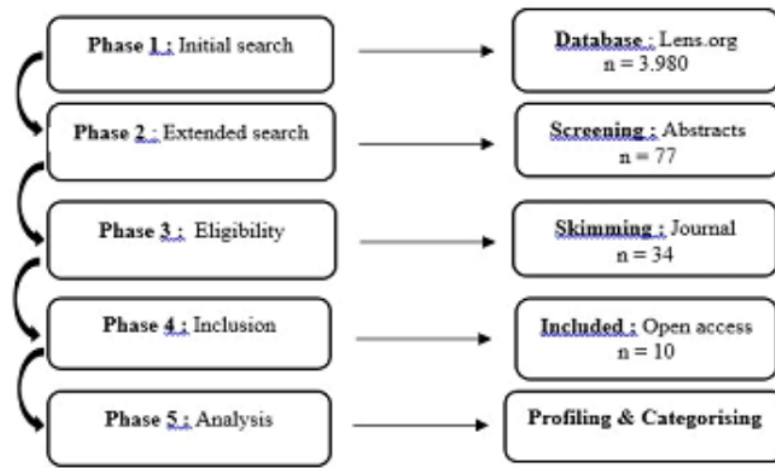 Phase 1 : Initial search
Database : Lens.org
n = 3.980
Phase 2 : Extended search
Screening : Abstracts
n = 77
Phase 3 : Eligibility
Skimming : Journal
n = 34
Phase 4 : Inclusion
Included : Open access
n = 10
Phase 5 : Analysis
Profiling & Categorising